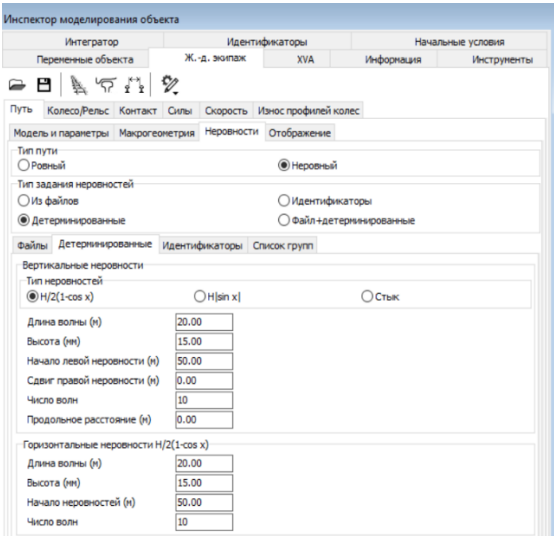 Инспектор моделирования объекта
Интегратор Идентификаторы Начальные условия
Переменные объекта Ж.-д. экипаж XVA Информация Инструменты
Путь Колесо/Рельс Контакт Силы Скорость Износ профилей колес
Модель и параметры Макрогеометрия Неровности Отображение
Тип пути
Ровный Неровный
Тип задания неровностей
Из файлов Идентификаторы
Детерминированные Файл+детерминированные
Файлы Детерминированные Идентификаторы Список групп
Вертикальные неровности
Тип неровностей
H/2(1-cos x) H|sin x| Стык
Длина волны (м) 20.00
Высота (мм) 15.00
Начало левой неровности (м) 50.00
Сдвиг правой неровности (м) 0.00
Число волн 10
Продольное расстояние (м) 0.00
Горизонтальные неровности H/2(1-cos x)
Длина волны (м) 20.00
Высота (мм) 15.00
Начало неровностей (м) 50.00
Число волн 10